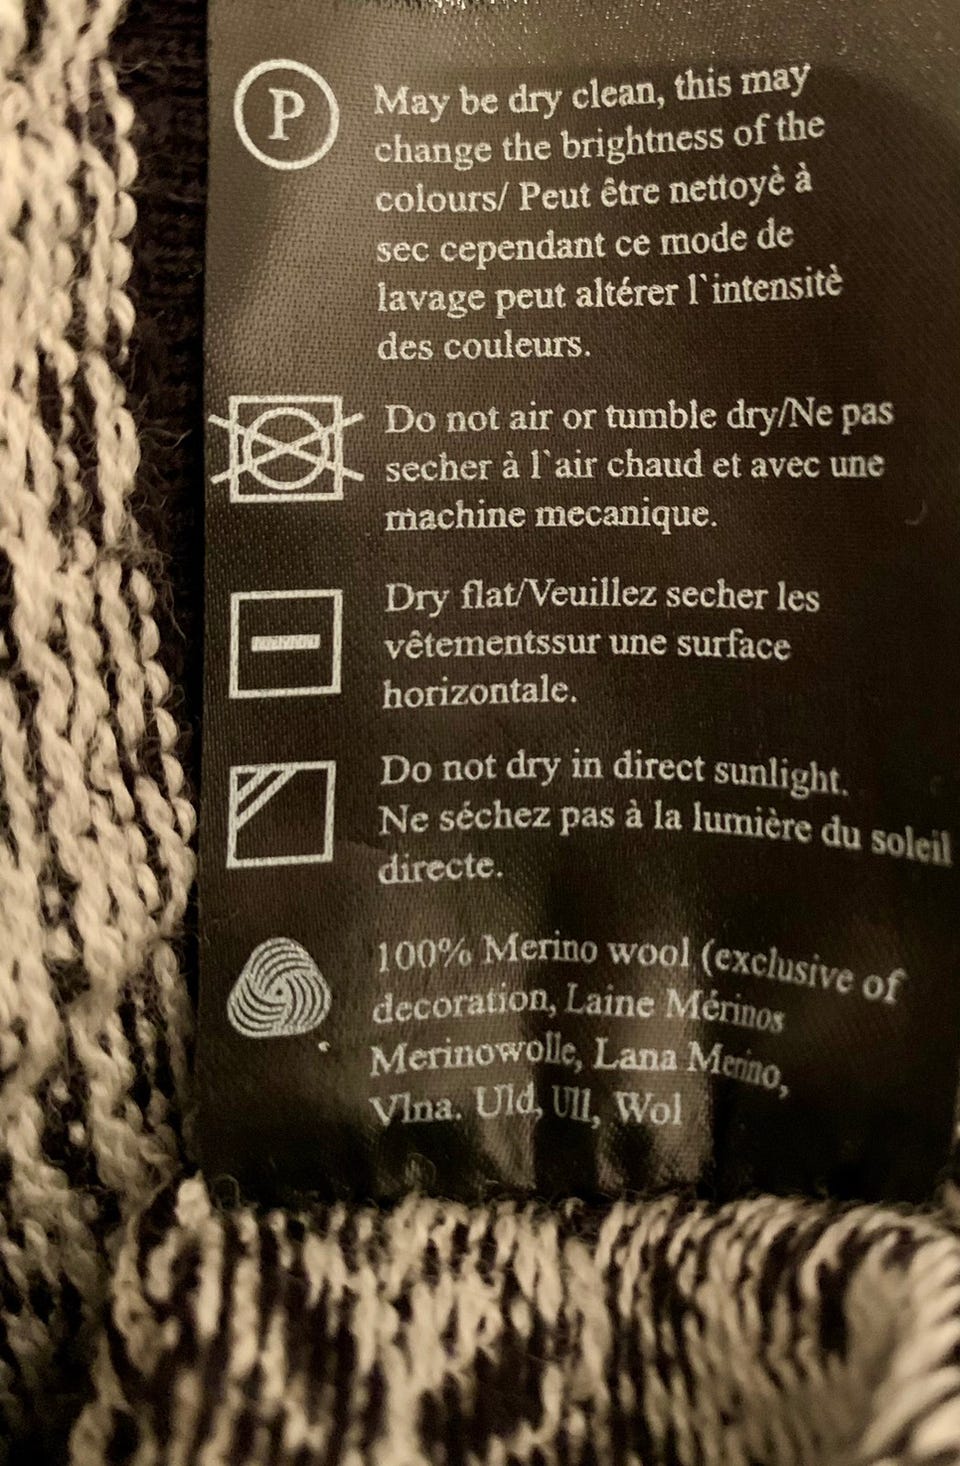 P
May be dry clean, this may
change the brightness of the
colours/ Peut être nettoyè à
sec cependant ce mode de
lavage peut altérer l`intensitè
des couleurs.
Do not air or tumble dry/Ne pas
secher à l`air chaud et avec une
machine mecanique.
Dry flat/Veuillez secher les
vêtementssur une surface
horizontale.
Do not dry in direct sunlight.
Ne séchez pas à la lumière du soleil
directe.
100% Merino wool (exclusive of
decoration, Laine Mérinos
Merinowolle, Lana Merino,
Vlna. Uld, Ull, Wol